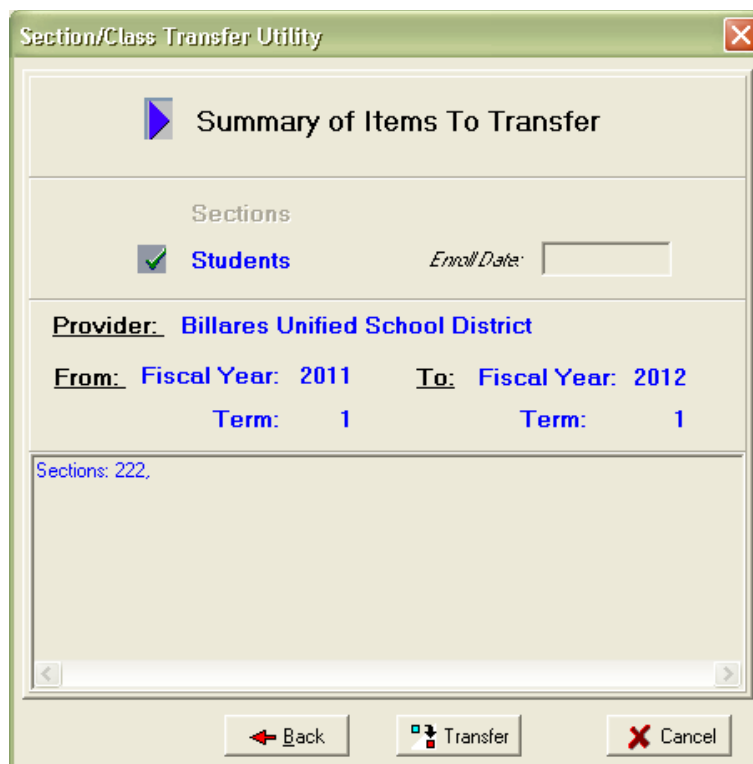 Section/Class Transfer Utility
Summary of Items To Transfer
Sections
Students Enroll Date:
Provider: Billares Unified School District
From: Fiscal Year: 2011 To: Fiscal Year: 2012
Term: 1 Term: 1
Sections: 222,
Back Transfer Cancel